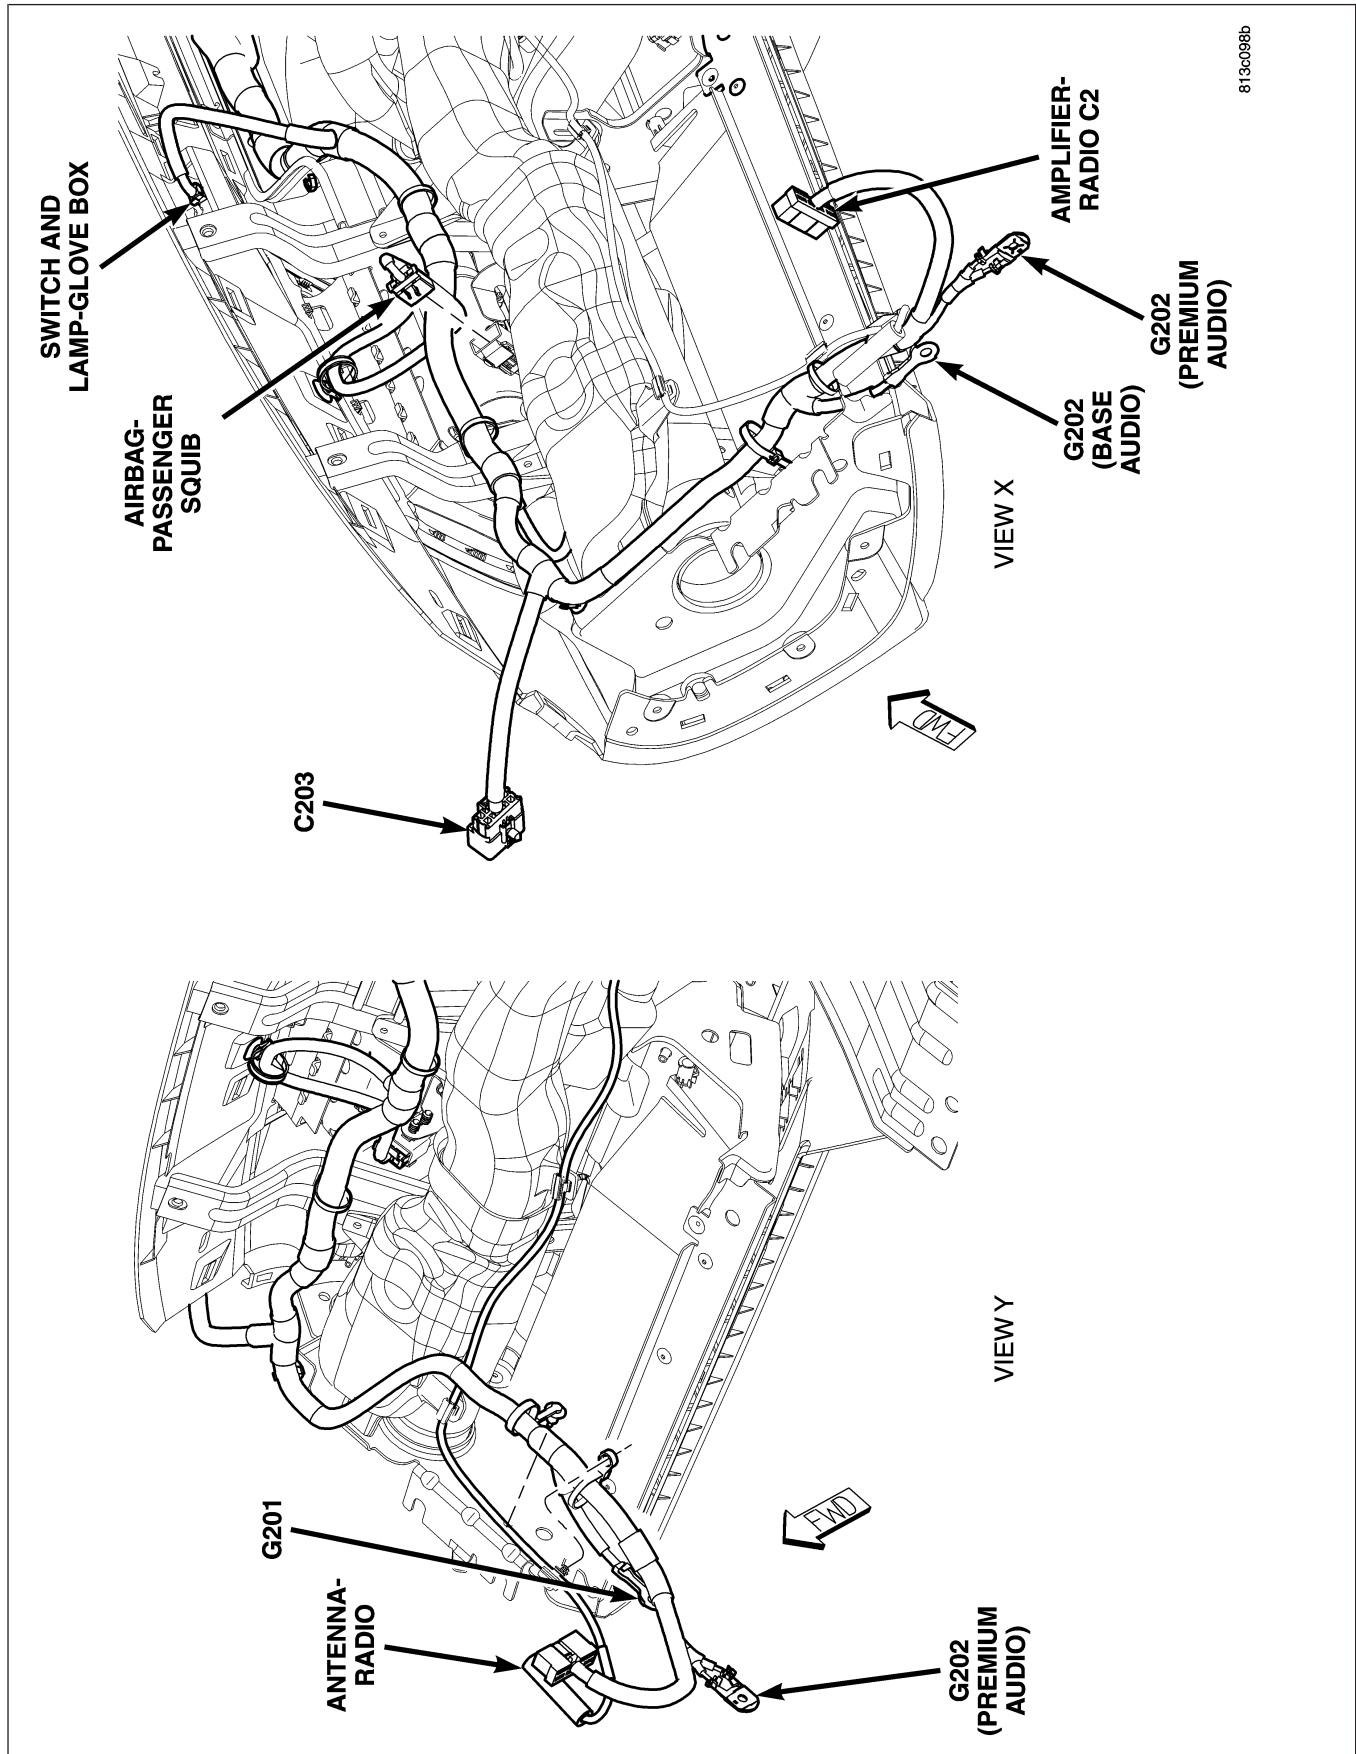 813c098b
SWITCH AND
LAMP-GLOVE BOX
AIRBAG-
PASSENGER
SQUIB
AMPLIFIER-
RADIO C2
G202
(PREMIUM
AUDIO)
G202
(BASE
AUDIO)
VIEW X
FWD
C203
G201
ANTENNA-
RADIO
VIEW Y
FWD
G202
(PREMIUM
AUDIO)